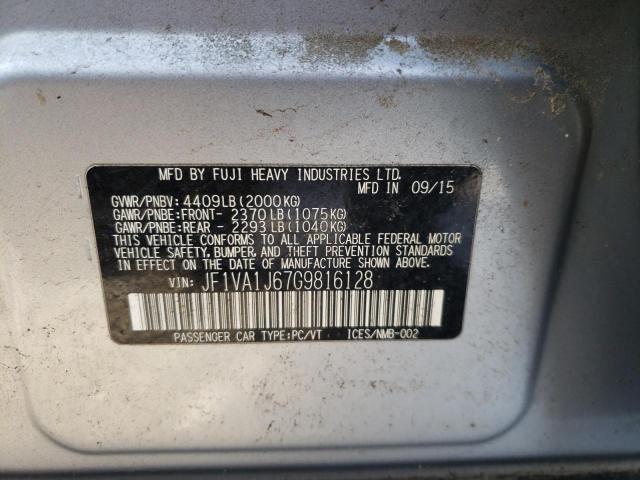 MFD BY FUJI HEAVY INDUSTRIES LTD.
MFD IN 09/15
GVWR/PNBV: 4409LB(2000KG)
GAWR/PNBE:FRONT- 2370LB(1075KG)
GAWR/PNBE:REAR - 2293LB(1040KG)
THIS VEHICLE CONFORMS TO ALL APPLICABLE FEDERAL MOTOR
VEHICLE SAFETY, BUMPER, AND THEFT PREVENTION STANDARDS
IN EFFECT ON THE DATE OF MANUFACTURE SHOWN ABOVE.
VIN: JF1VA1J67G9816128
PASSENGER CAR TYPE:PC/VT ICES/NMB-002